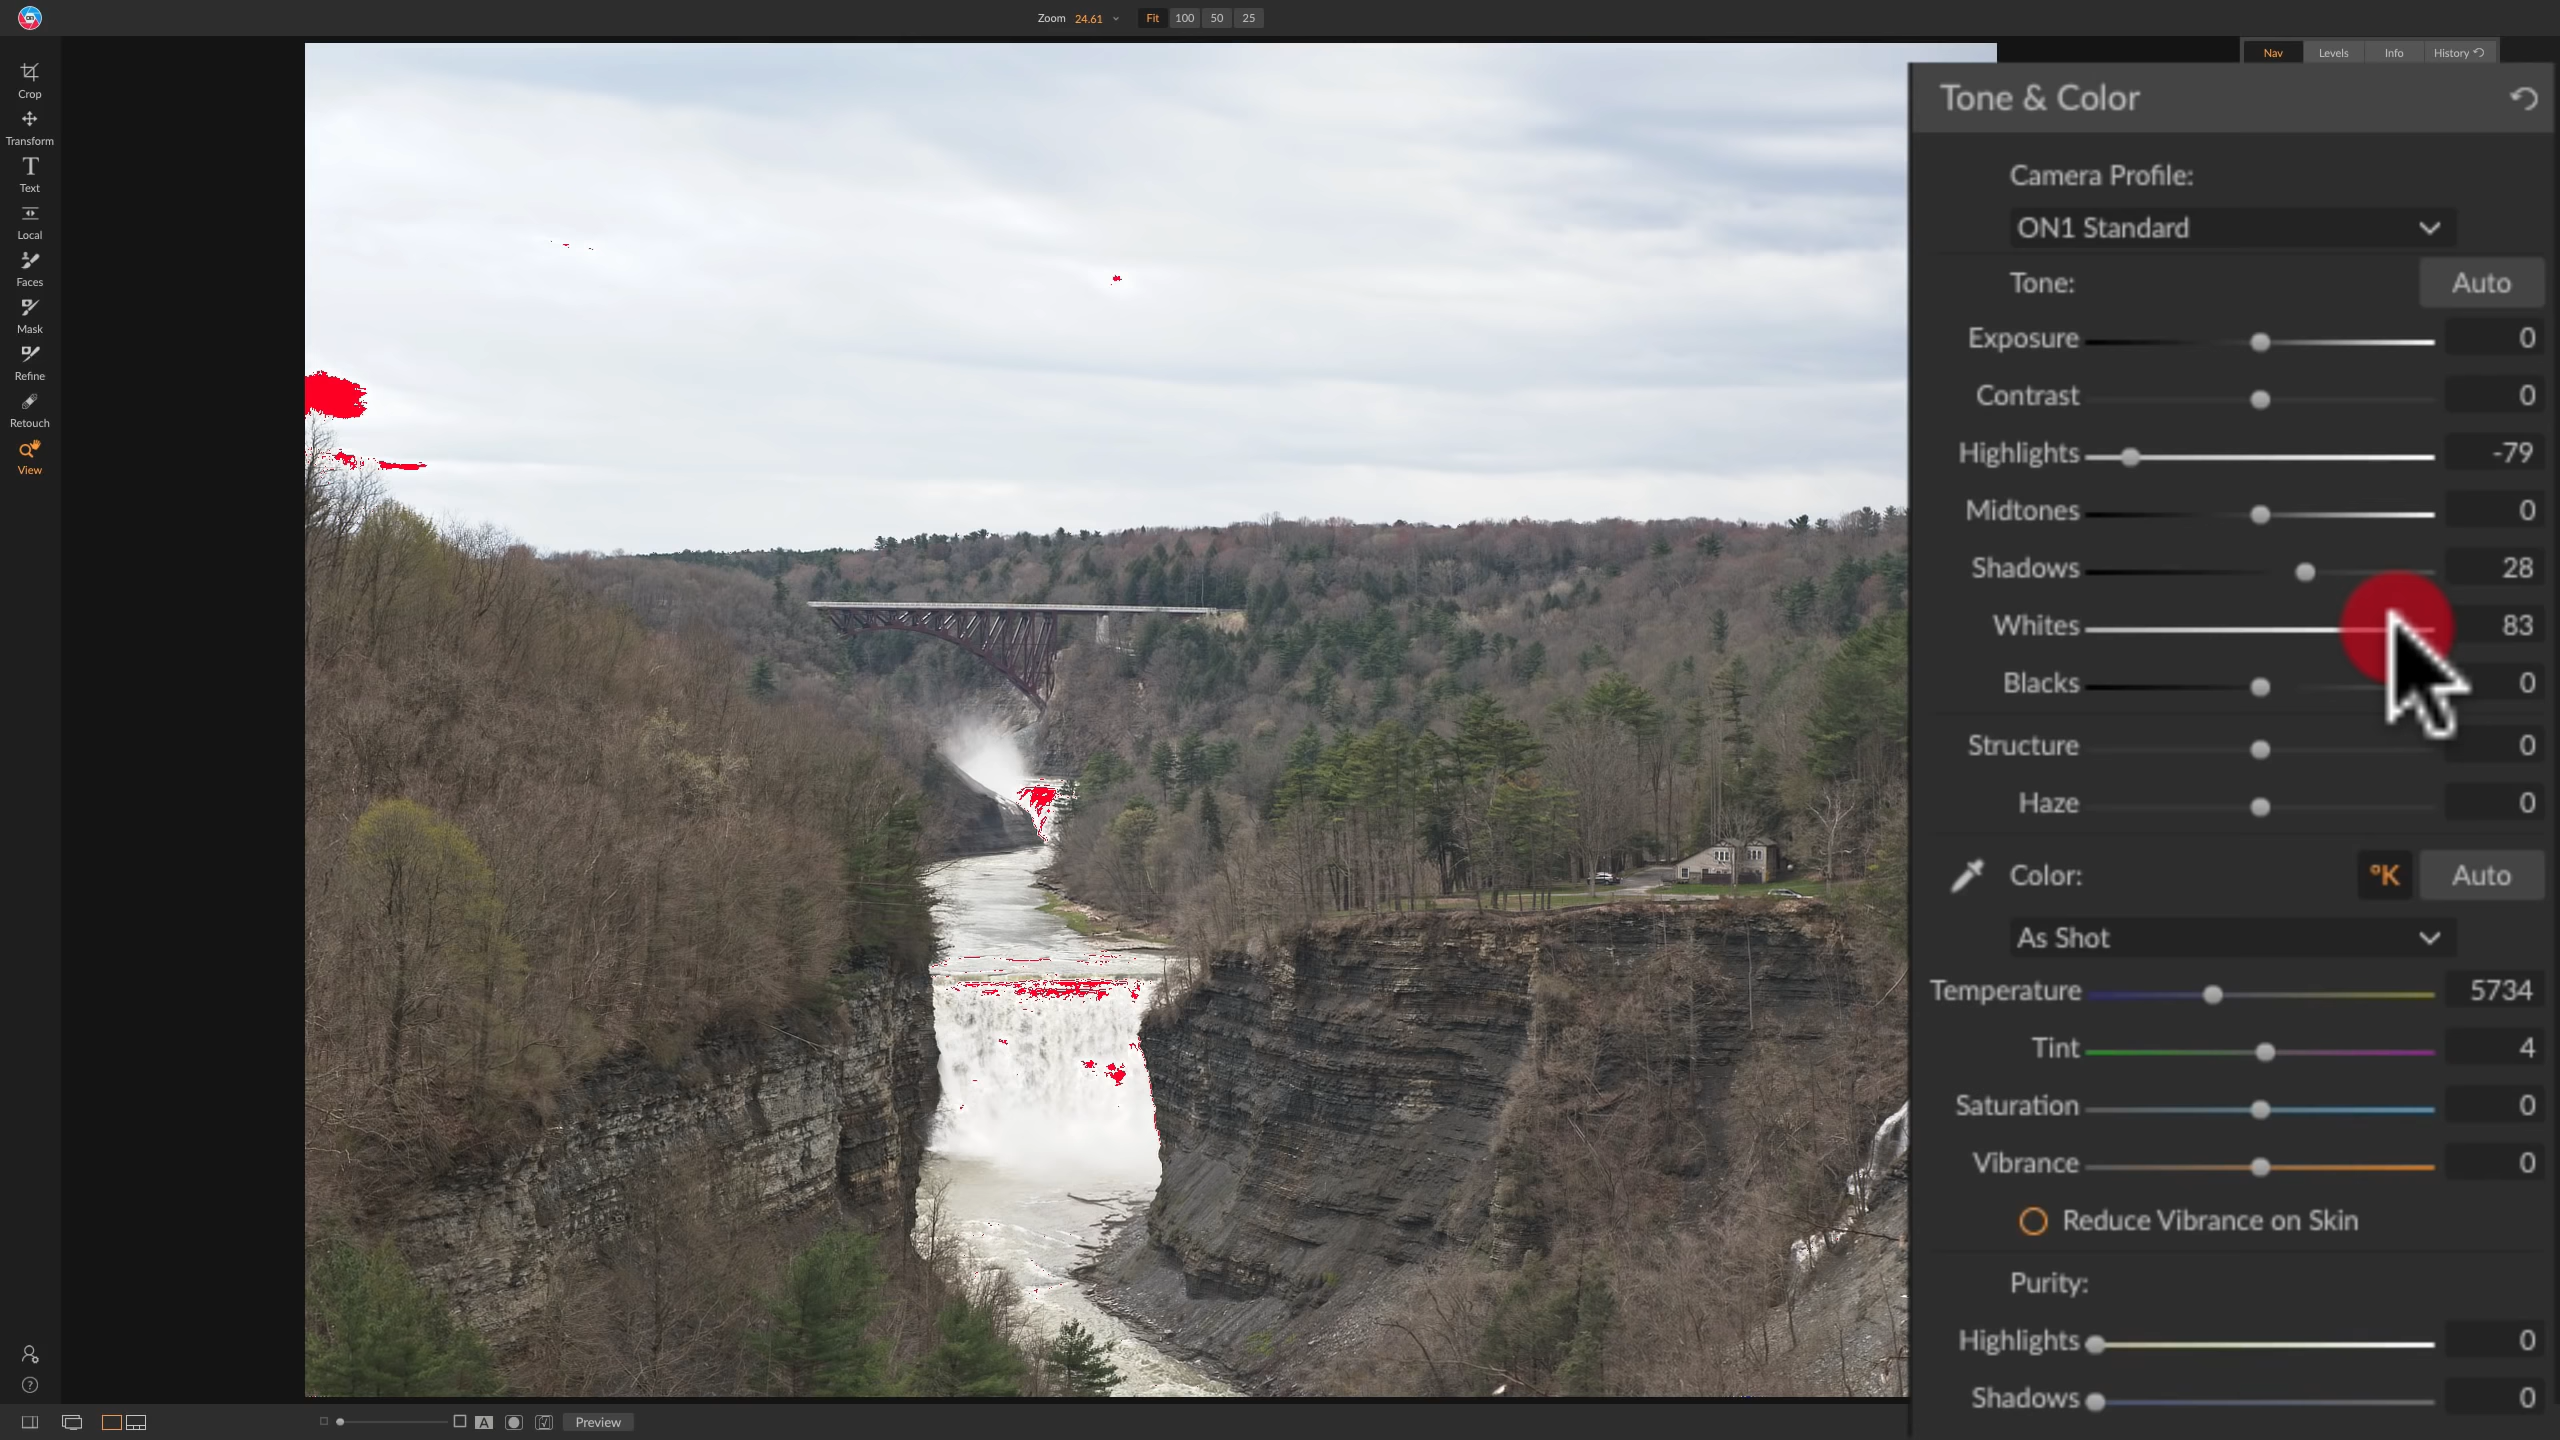 Zoom 24.61 Fit 100 50 25
Nav Levels Info History
Crop
Transform
Text
Local
Faces
Mask
Refine
Retouch
View
Tone & Color
Camera Profile:
ON1 Standard
Tone: Auto
Exposure 0
Contrast 0
Highlights -79
Midtones 0
Shadows 28
Whites 83
Blacks 0
Structure 0
Haze 0
Color: °K Auto
As Shot
Temperature 5734
Tint 4
Saturation 0
Vibrance 0
Reduce Vibrance on Skin
Purity:
Highlights 0
Shadows 0
A Preview